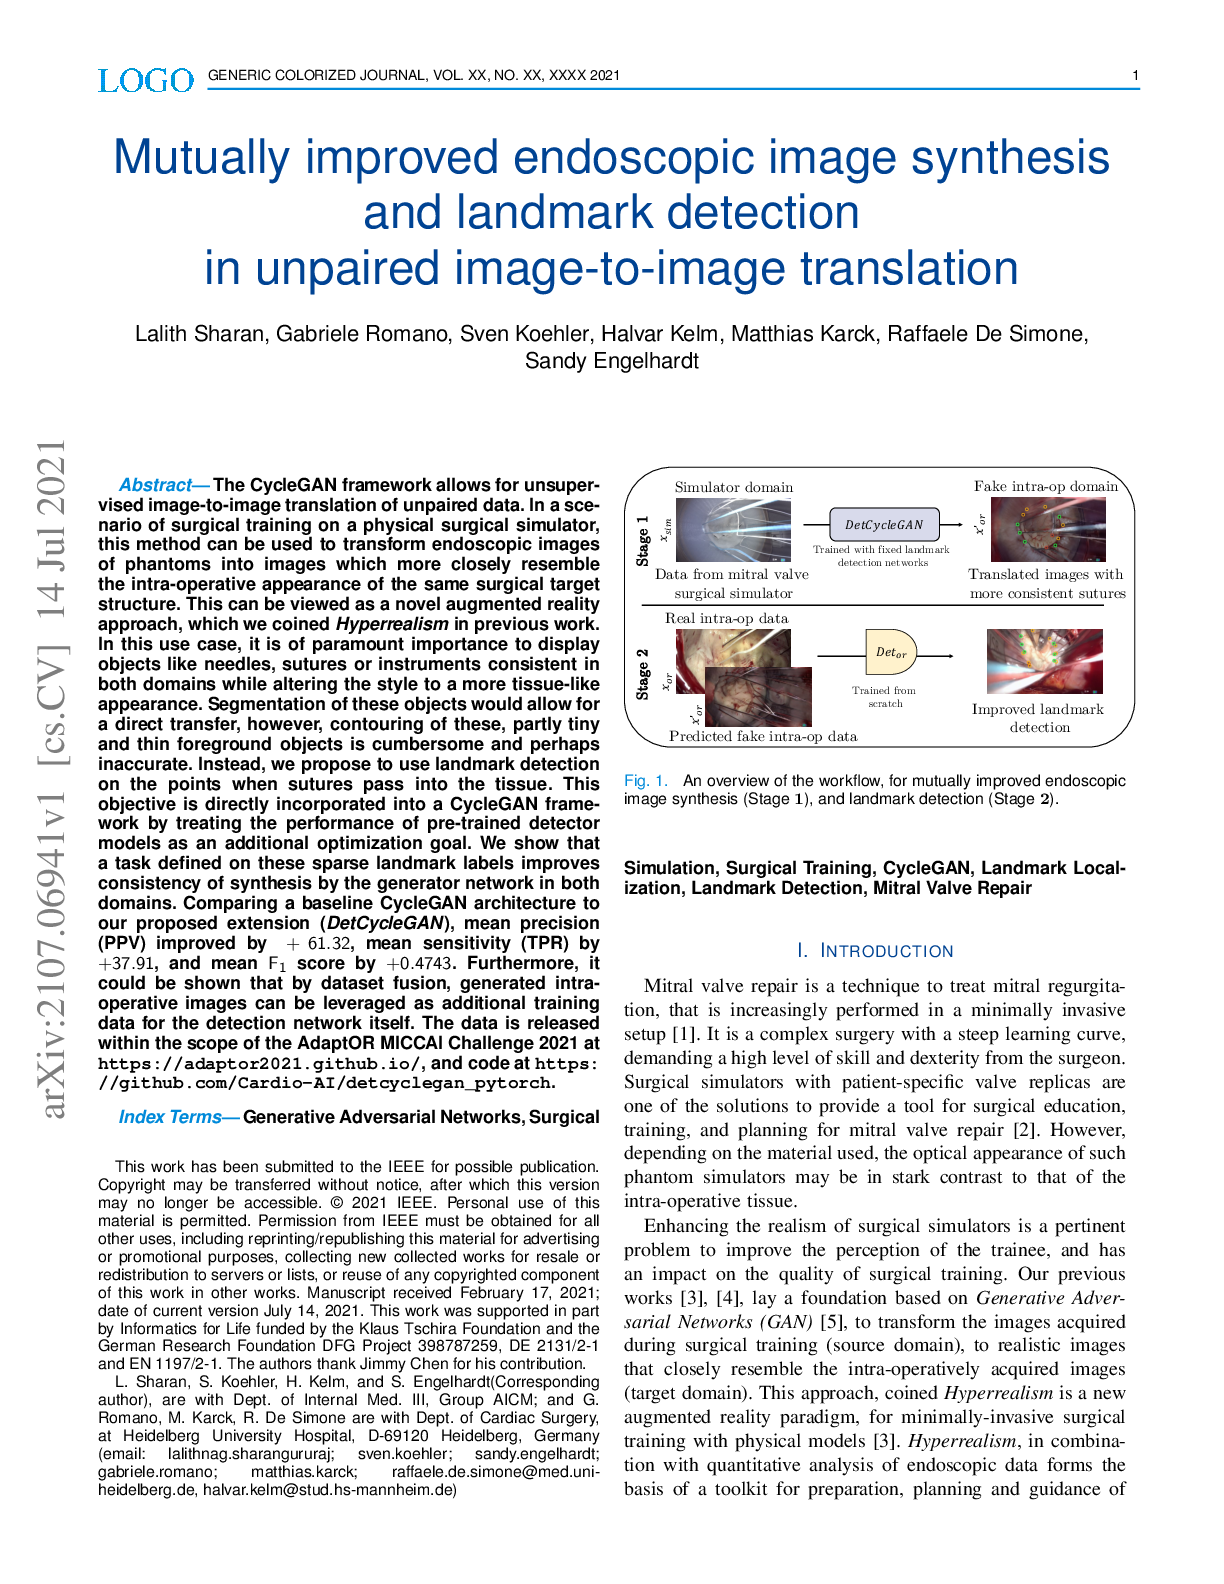 LOGO
GENERIC COLORIZED JOURNAL, VOL. XX, NO. XX, XXXX 2021
1
Mutually improved endoscopic image synthesis
and landmark detection
in unpaired image-to-image translation
Lalith Sharan, Gabriele Romano, Sven Koehler, Halvar Kelm, Matthias Karck, Raffaele De Simone,
Sandy Engelhardt
arXiv:2107.06941v1 [cs.CV] 14 Jul 2021
Abstract—The CycleGAN framework allows for unsuper-
vised image-to-image translation of unpaired data. In a sce-
nario of surgical training on a physical surgical simulator,
this method can be used to transform endoscopic images
of phantoms into images which more closely resemble
the intra-operative appearance of the same surgical target
structure. This can be viewed as a novel augmented reality
approach, which we coined Hyperrealism in previous work.
In this use case, it is of paramount importance to display
objects like needles, sutures or instruments consistent in
both domains while altering the style to a more tissue-like
appearance. Segmentation of these objects would allow for
a direct transfer, however, contouring of these, partly tiny
and thin foreground objects is cumbersome and perhaps
inaccurate. Instead, we propose to use landmark detection
on the points when sutures pass into the tissue. This
objective is directly incorporated into a CycleGAN frame-
work by treating the performance of pre-trained detector
models as an additional optimization goal. We show that
a task defined on these sparse landmark labels improves
consistency of synthesis by the generator network in both
domains. Comparing a baseline CycleGAN architecture to
our proposed extension (DetCycleGAN), mean precision
(PPV) improved by + 61.32, mean sensitivity (TPR) by
+37.91, and mean F1 score by +0.4743. Furthermore, it
could be shown that by dataset fusion, generated intra-
operative images can be leveraged as additional training
data for the detection network itself. The data is released
within the scope of the AdaptOR MICCAI Challenge 2021 at
https://adaptor2021.github.io/, and code at https:
//github.com/Cardio-AI/detcyclegan_pytorch.
Index Terms—Generative Adversarial Networks, Surgical
This work has been submitted to the IEEE for possible publication.
Copyright may be transferred without notice, after which this version
may no longer be accessible. © 2021 IEEE. Personal use of this
material is permitted. Permission from IEEE must be obtained for all
other uses, including reprinting/republishing this material for advertising
or promotional purposes, collecting new collected works for resale or
redistribution to servers or lists, or reuse of any copyrighted component
of this work in other works. Manuscript received February 17, 2021;
date of current version July 14, 2021. This work was supported in part
by Informatics for Life funded by the Klaus Tschira Foundation and the
German Research Foundation DFG Project 398787259, DE 2131/2-1
and EN 1197/2-1. The authors thank Jimmy Chen for his contribution.
L. Sharan, S. Koehler, H. Kelm, and S. Engelhardt(Corresponding
author), are with Dept. of Internal Med. III, Group AICM; and G.
Romano, M. Karck, R. De Simone are with Dept. of Cardiac Surgery,
at Heidelberg University Hospital, D-69120 Heidelberg, Germany
(email: lalithnag.sharangururaj; sven.koehler; sandy.engelhardt;
gabriele.romano; matthias.karck; raffaele.de.simone@med.uni-
heidelberg.de, halvar.kelm@stud.hs-mannheim.de)
Stage 1
Simulator domain
x_sim
Data from mitral valve
surgical simulator
DetCycleGAN
Trained with fixed landmark
detection networks
Fake intra-op domain
x'_or
Translated images with
more consistent sutures
Stage 2
Real intra-op data
x_or
x'_or
Predicted fake intra-op data
Det_or
Trained from
scratch
Improved landmark
detection
Fig. 1. An overview of the workflow, for mutually improved endoscopic
image synthesis (Stage 1), and landmark detection (Stage 2).
Simulation, Surgical Training, CycleGAN, Landmark Local-
ization, Landmark Detection, Mitral Valve Repair
I. INTRODUCTION
Mitral valve repair is a technique to treat mitral regurgita-
tion, that is increasingly performed in a minimally invasive
setup [1]. It is a complex surgery with a steep learning curve,
demanding a high level of skill and dexterity from the surgeon.
Surgical simulators with patient-specific valve replicas are
one of the solutions to provide a tool for surgical education,
training, and planning for mitral valve repair [2]. However,
depending on the material used, the optical appearance of such
phantom simulators may be in stark contrast to that of the
intra-operative tissue.
Enhancing the realism of surgical simulators is a pertinent
problem to improve the perception of the trainee, and has
an impact on the quality of surgical training. Our previous
works [3], [4], lay a foundation based on Generative Adver-
sarial Networks (GAN) [5], to transform the images acquired
during surgical training (source domain), to realistic images
that closely resemble the intra-operatively acquired images
(target domain). This approach, coined Hyperrealism is a new
augmented reality paradigm, for minimally-invasive surgical
training with physical models [3]. Hyperrealism, in combina-
tion with quantitative analysis of endoscopic data forms the
basis of a toolkit for preparation, planning and guidance of